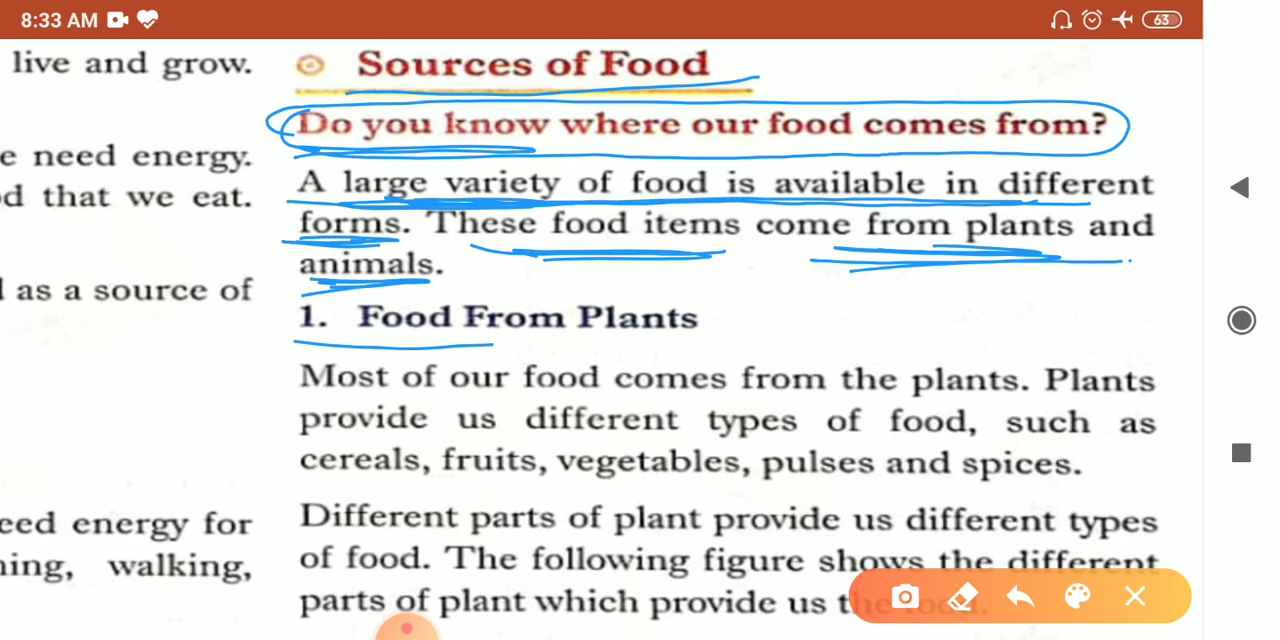 8:33 AM
63
live and grow.
e need energy.
d that we eat.
as a source of
eed energy for
ning, walking,
Sources of Food
Do you know where our food comes from?
A large variety of food is available in different
forms. These food items come from plants and
animals.
1. Food From Plants
Most of our food comes from the plants. Plants
provide us different types of food, such as
cereals, fruits, vegetables, pulses and spices.
Different parts of plant provide us different types
of food. The following figure shows the different
parts of plant which provide us the food.